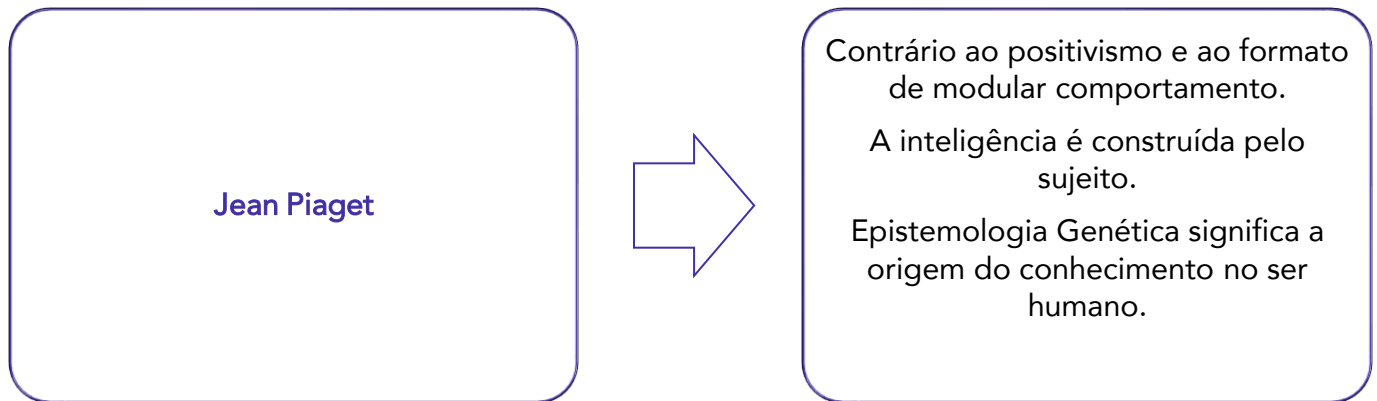 Jean Piaget
Contrário ao positivismo e ao formato
de modular comportamento.
A inteligência é construída pelo
sujeito.
Epistemologia Genética significa a
origem do conhecimento no ser
humano.